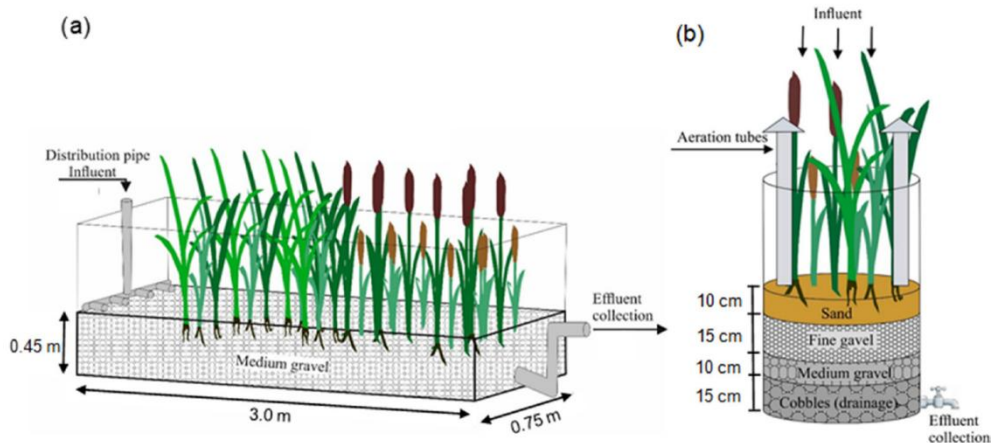 (a)
Distribution pipe
Influent
0.45 m
Medium gravel
3.0 m
0.75 m
Effluent
collection
(b)
Influent
Aeration tubes
10 cm
15 cm
10 cm
15 cm
Sand
Fine gavel
Medium gravel
Cobbles (drainage)
Effluent
collection